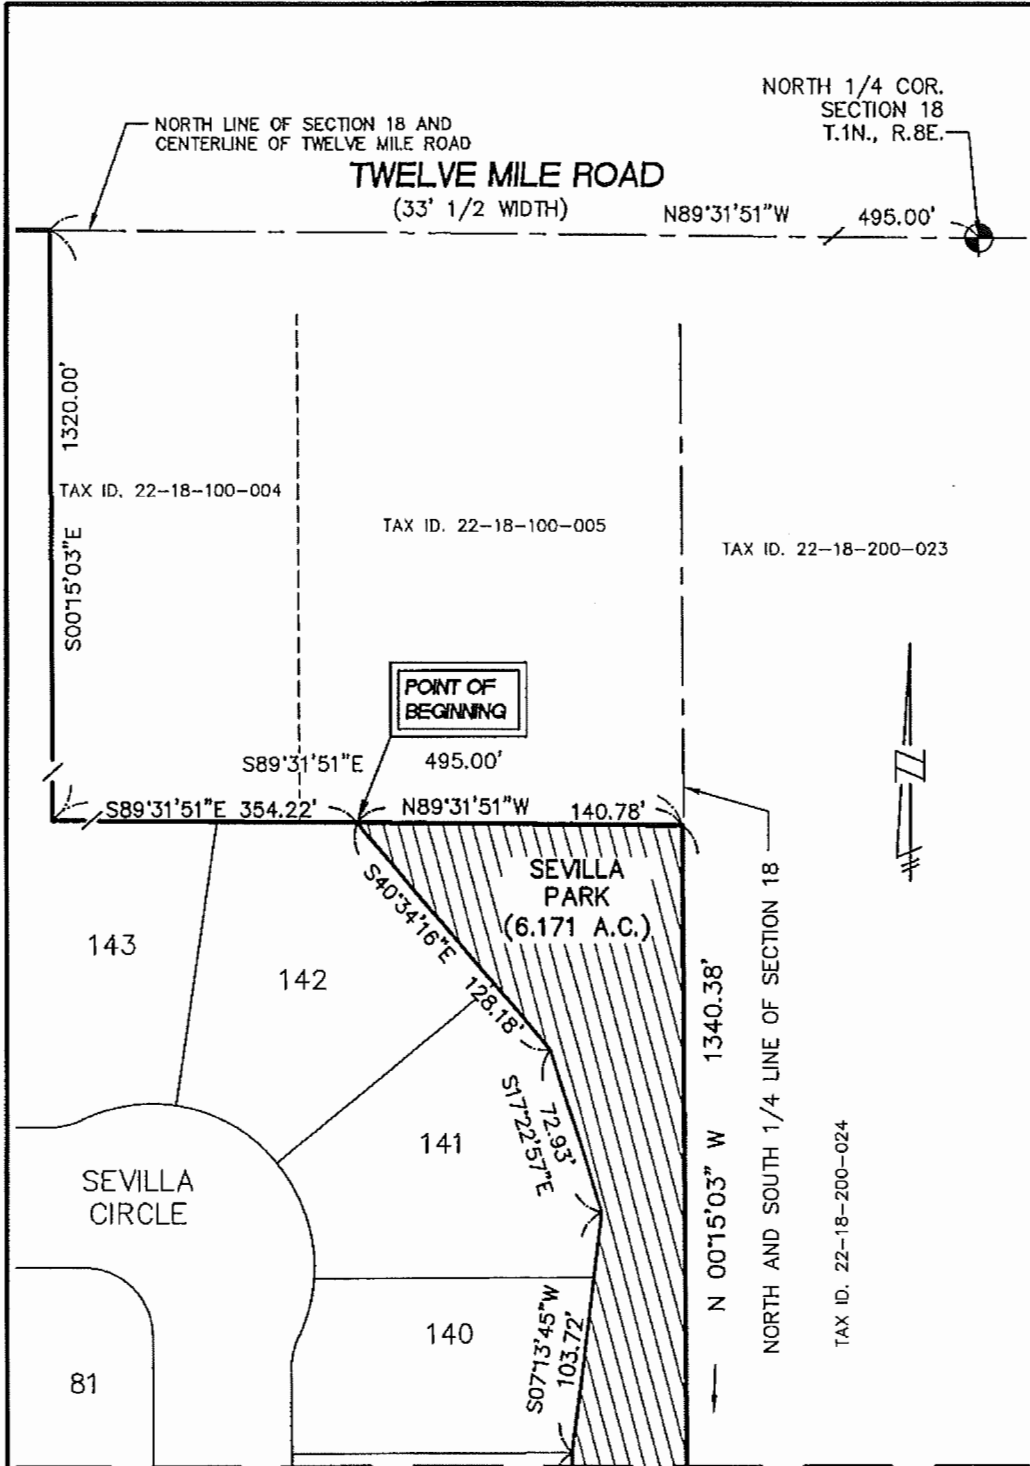 NORTH 1/4 COR.
SECTION 18
T.1N., R.8E.
NORTH LINE OF SECTION 18 AND
CENTERLINE OF TWELVE MILE ROAD
TWELVE MILE ROAD
(33' 1/2 WIDTH)
N89°31'51"W 495.00'
1320.00'
S00°15'03"E
TAX ID. 22-18-100-004
TAX ID. 22-18-100-005
TAX ID. 22-18-200-023
POINT OF
BEGINNING
S89°31'51"E 495.00'
S89°31'51"E 354.22'
N89°31'51"W 140.78'
SEVILLA
PARK
(6.171 A.C.)
S40°34'16"E
128.18'
143
142
72.93'
S17°22'57"E
141
SEVILLA
CIRCLE
S07°13'45"W
103.72'
140
81
N 00°15'03" W 1340.38'
NORTH AND SOUTH 1/4 LINE OF SECTION 18
TAX ID. 22-18-200-024